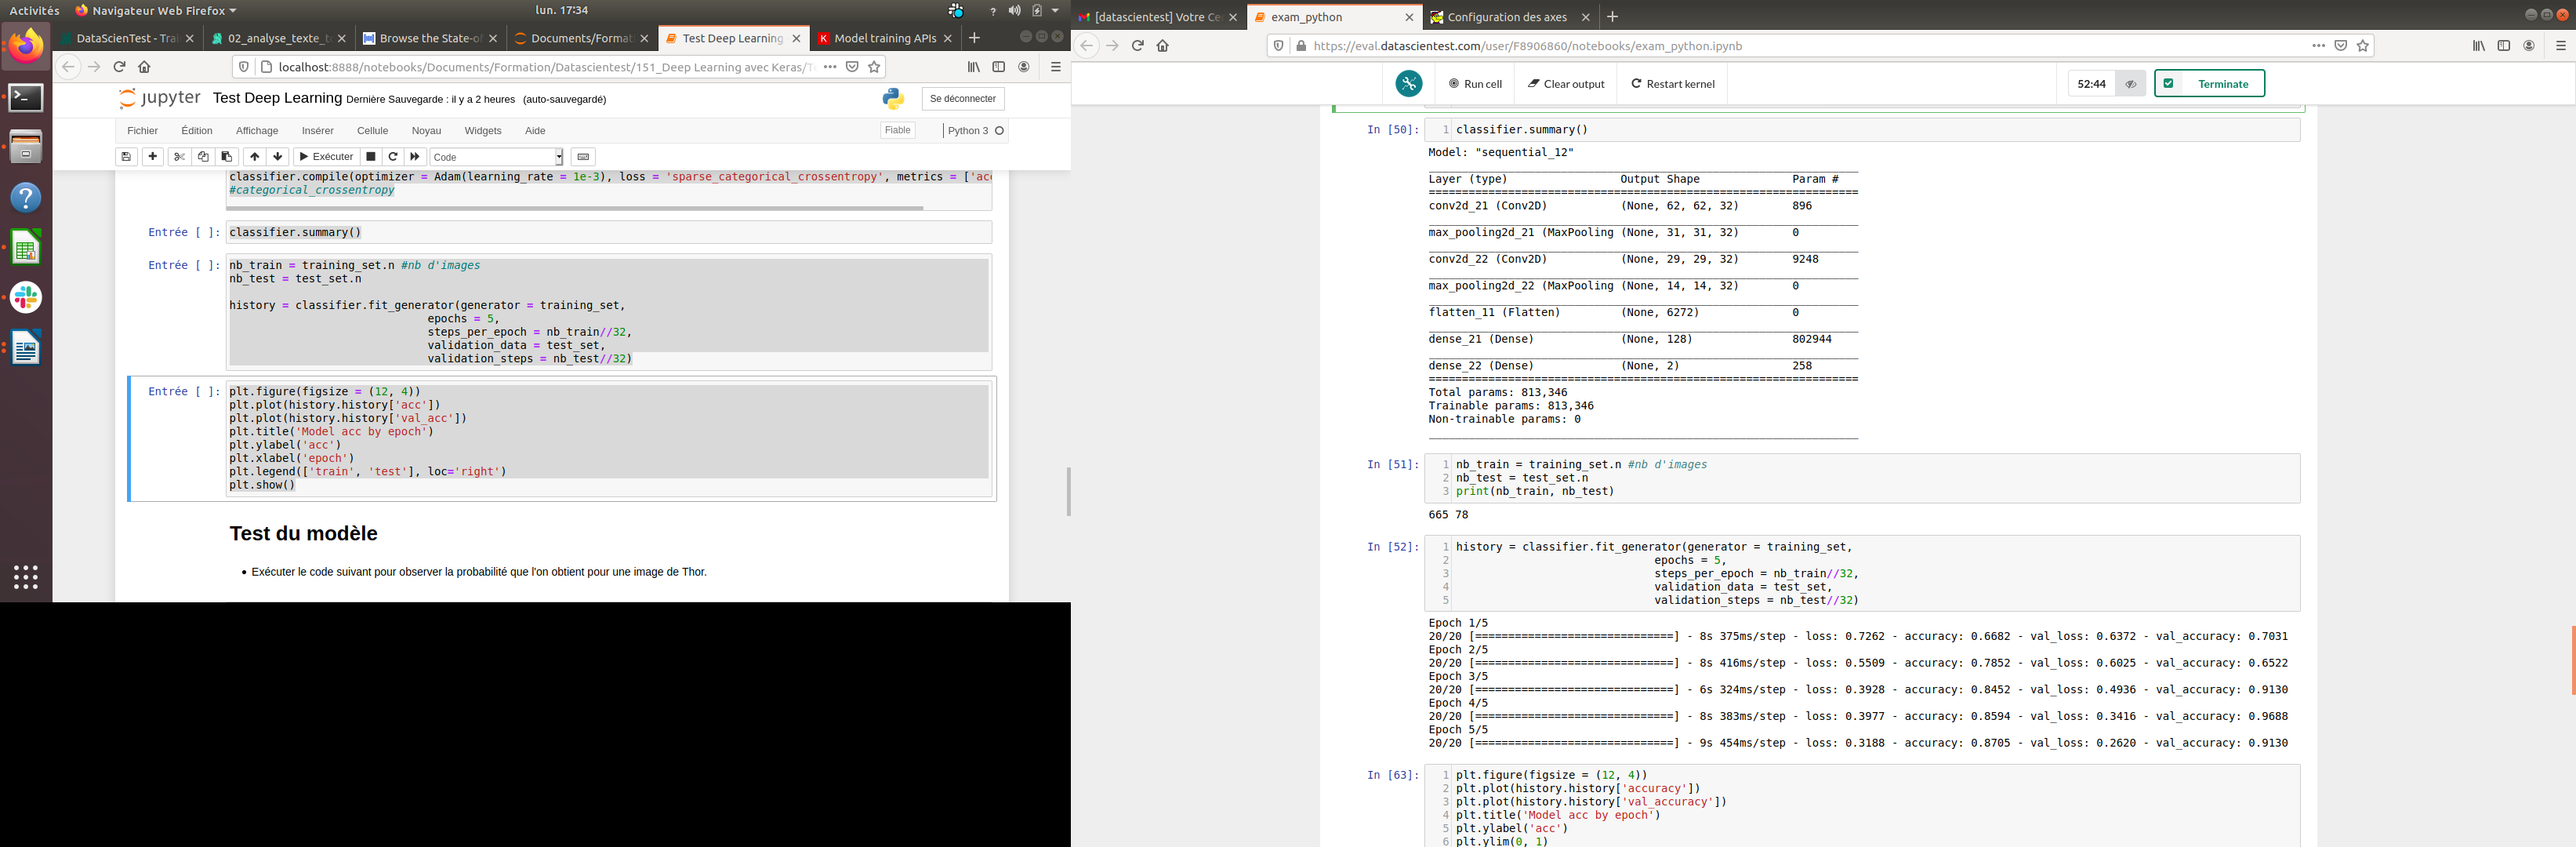 Activités
Navigateur Web Firefox
lun. 17:34
DataScienTest - Tra
02_analyse_texte_t
Browse the State-o
Documents/Format
Test Deep Learning
Model training APIs
localhost:8888/notebooks/Documents/Formation/Datascientest/151_Deep Learning avec Keras/T
jupyter
Test Deep Learning Dernière Sauvegarde : il y a 2 heures (auto-sauvegardé)
Se déconnecter
Fichier Édition Affichage Insérer Cellule Noyau Widgets Aide
Fiable
Python 3
Exécuter
Code
classifier.compile(optimizer = Adam(learning_rate = 1e-3), loss = 'sparse_categorical_crossentropy', metrics = ['acc
#categorical_crossentropy
Entrée [ ]: classifier.summary()
Entrée [ ]: nb_train = training_set.n #nb d'images
nb_test = test_set.n
history = classifier.fit_generator(generator = training_set,
epochs = 5,
steps_per_epoch = nb_train//32,
validation_data = test_set,
validation_steps = nb_test//32)
Entrée [ ]: plt.figure(figsize = (12, 4))
plt.plot(history.history['acc'])
plt.plot(history.history['val_acc'])
plt.title('Model acc by epoch')
plt.ylabel('acc')
plt.xlabel('epoch')
plt.legend(['train', 'test'], loc='right')
plt.show()
Test du modèle
• Exécuter le code suivant pour observer la probabilité que l'on obtient pour une image de Thor.
[datascientest] Votre Ce
exam_python
Configuration des axes
https://eval.datascientest.com/user/F8906860/notebooks/exam_python.ipynb
Run cell
Clear output
Restart kernel
52:44
Terminate
In [50]: 1 classifier.summary()
Model: "sequential_12"
Layer (type) Output Shape Param #
=================================================================
conv2d_21 (Conv2D) (None, 62, 62, 32) 896
max_pooling2d_21 (MaxPooling (None, 31, 31, 32) 0
conv2d_22 (Conv2D) (None, 29, 29, 32) 9248
max_pooling2d_22 (MaxPooling (None, 14, 14, 32) 0
flatten_11 (Flatten) (None, 6272) 0
dense_21 (Dense) (None, 128) 802944
dense_22 (Dense) (None, 2) 258
=================================================================
Total params: 813,346
Trainable params: 813,346
Non-trainable params: 0
In [51]: 1 nb_train = training_set.n #nb d'images
2 nb_test = test_set.n
3 print(nb_train, nb_test)
665 78
In [52]: 1 history = classifier.fit_generator(generator = training_set,
2 epochs = 5,
3 steps_per_epoch = nb_train//32,
4 validation_data = test_set,
5 validation_steps = nb_test//32)
Epoch 1/5
20/20 [==============================] - 8s 375ms/step - loss: 0.7262 - accuracy: 0.6682 - val_loss: 0.6372 - val_accuracy: 0.7031
Epoch 2/5
20/20 [==============================] - 8s 416ms/step - loss: 0.5509 - accuracy: 0.7852 - val_loss: 0.6025 - val_accuracy: 0.6522
Epoch 3/5
20/20 [==============================] - 6s 324ms/step - loss: 0.3928 - accuracy: 0.8452 - val_loss: 0.4936 - val_accuracy: 0.9130
Epoch 4/5
20/20 [==============================] - 8s 383ms/step - loss: 0.3977 - accuracy: 0.8594 - val_loss: 0.3416 - val_accuracy: 0.9688
Epoch 5/5
20/20 [==============================] - 9s 454ms/step - loss: 0.3188 - accuracy: 0.8705 - val_loss: 0.2620 - val_accuracy: 0.9130
In [63]: 1 plt.figure(figsize = (12, 4))
2 plt.plot(history.history['accuracy'])
3 plt.plot(history.history['val_accuracy'])
4 plt.title('Model acc by epoch')
5 plt.ylabel('acc')
6 plt.ylim(0, 1)